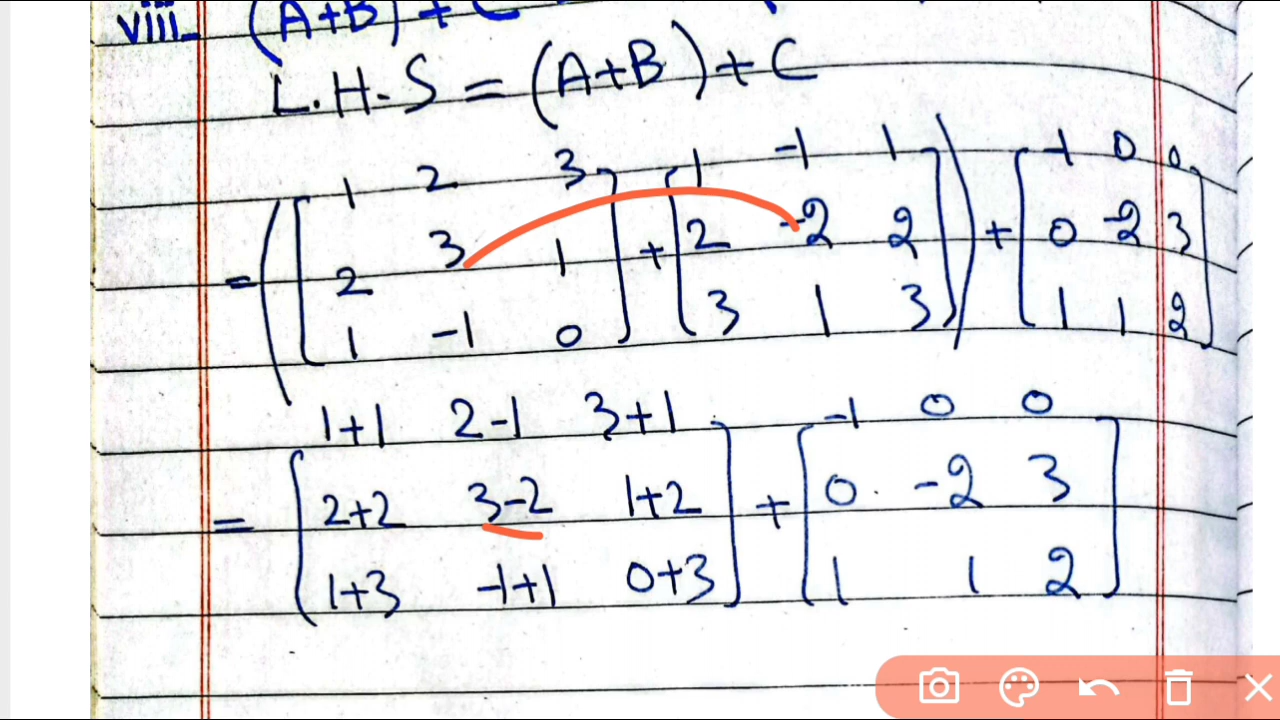 viii- (A+B) + C
L.H.S = (A+B) + C
1 2 3 1 -1 1 -1 0 0
= ( [ 2 3 1 ] + [ 2 -2 2 ] ) + [ 0 -2 3 ]
1 -1 0 3 1 3 1 1 2
1+1 2-1 3+1 -1 0 0
= [ 2+2 3-2 1+2 ] + [ 0 -2 3 ]
1+3 -1+1 0+3 1 1 2